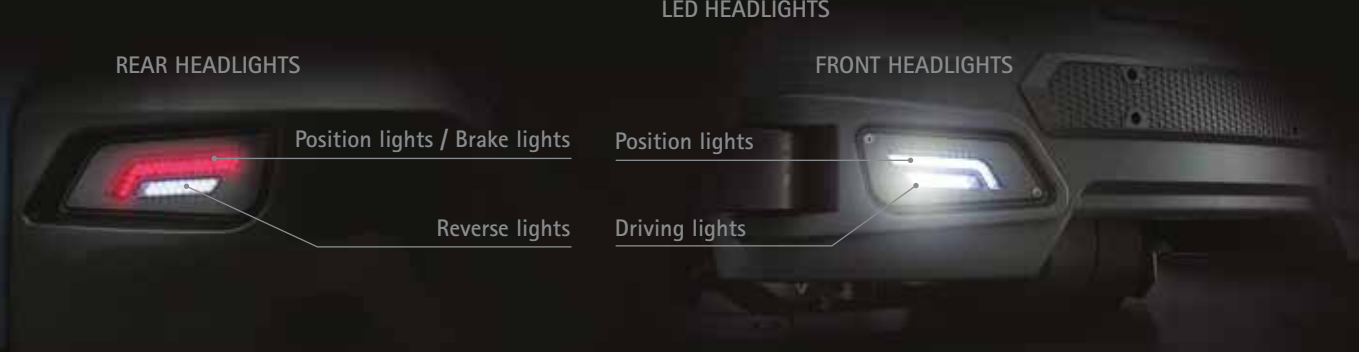 LED HEADLIGHTS
REAR HEADLIGHTS
FRONT HEADLIGHTS
Position lights / Brake lights
Position lights
Reverse lights
Driving lights